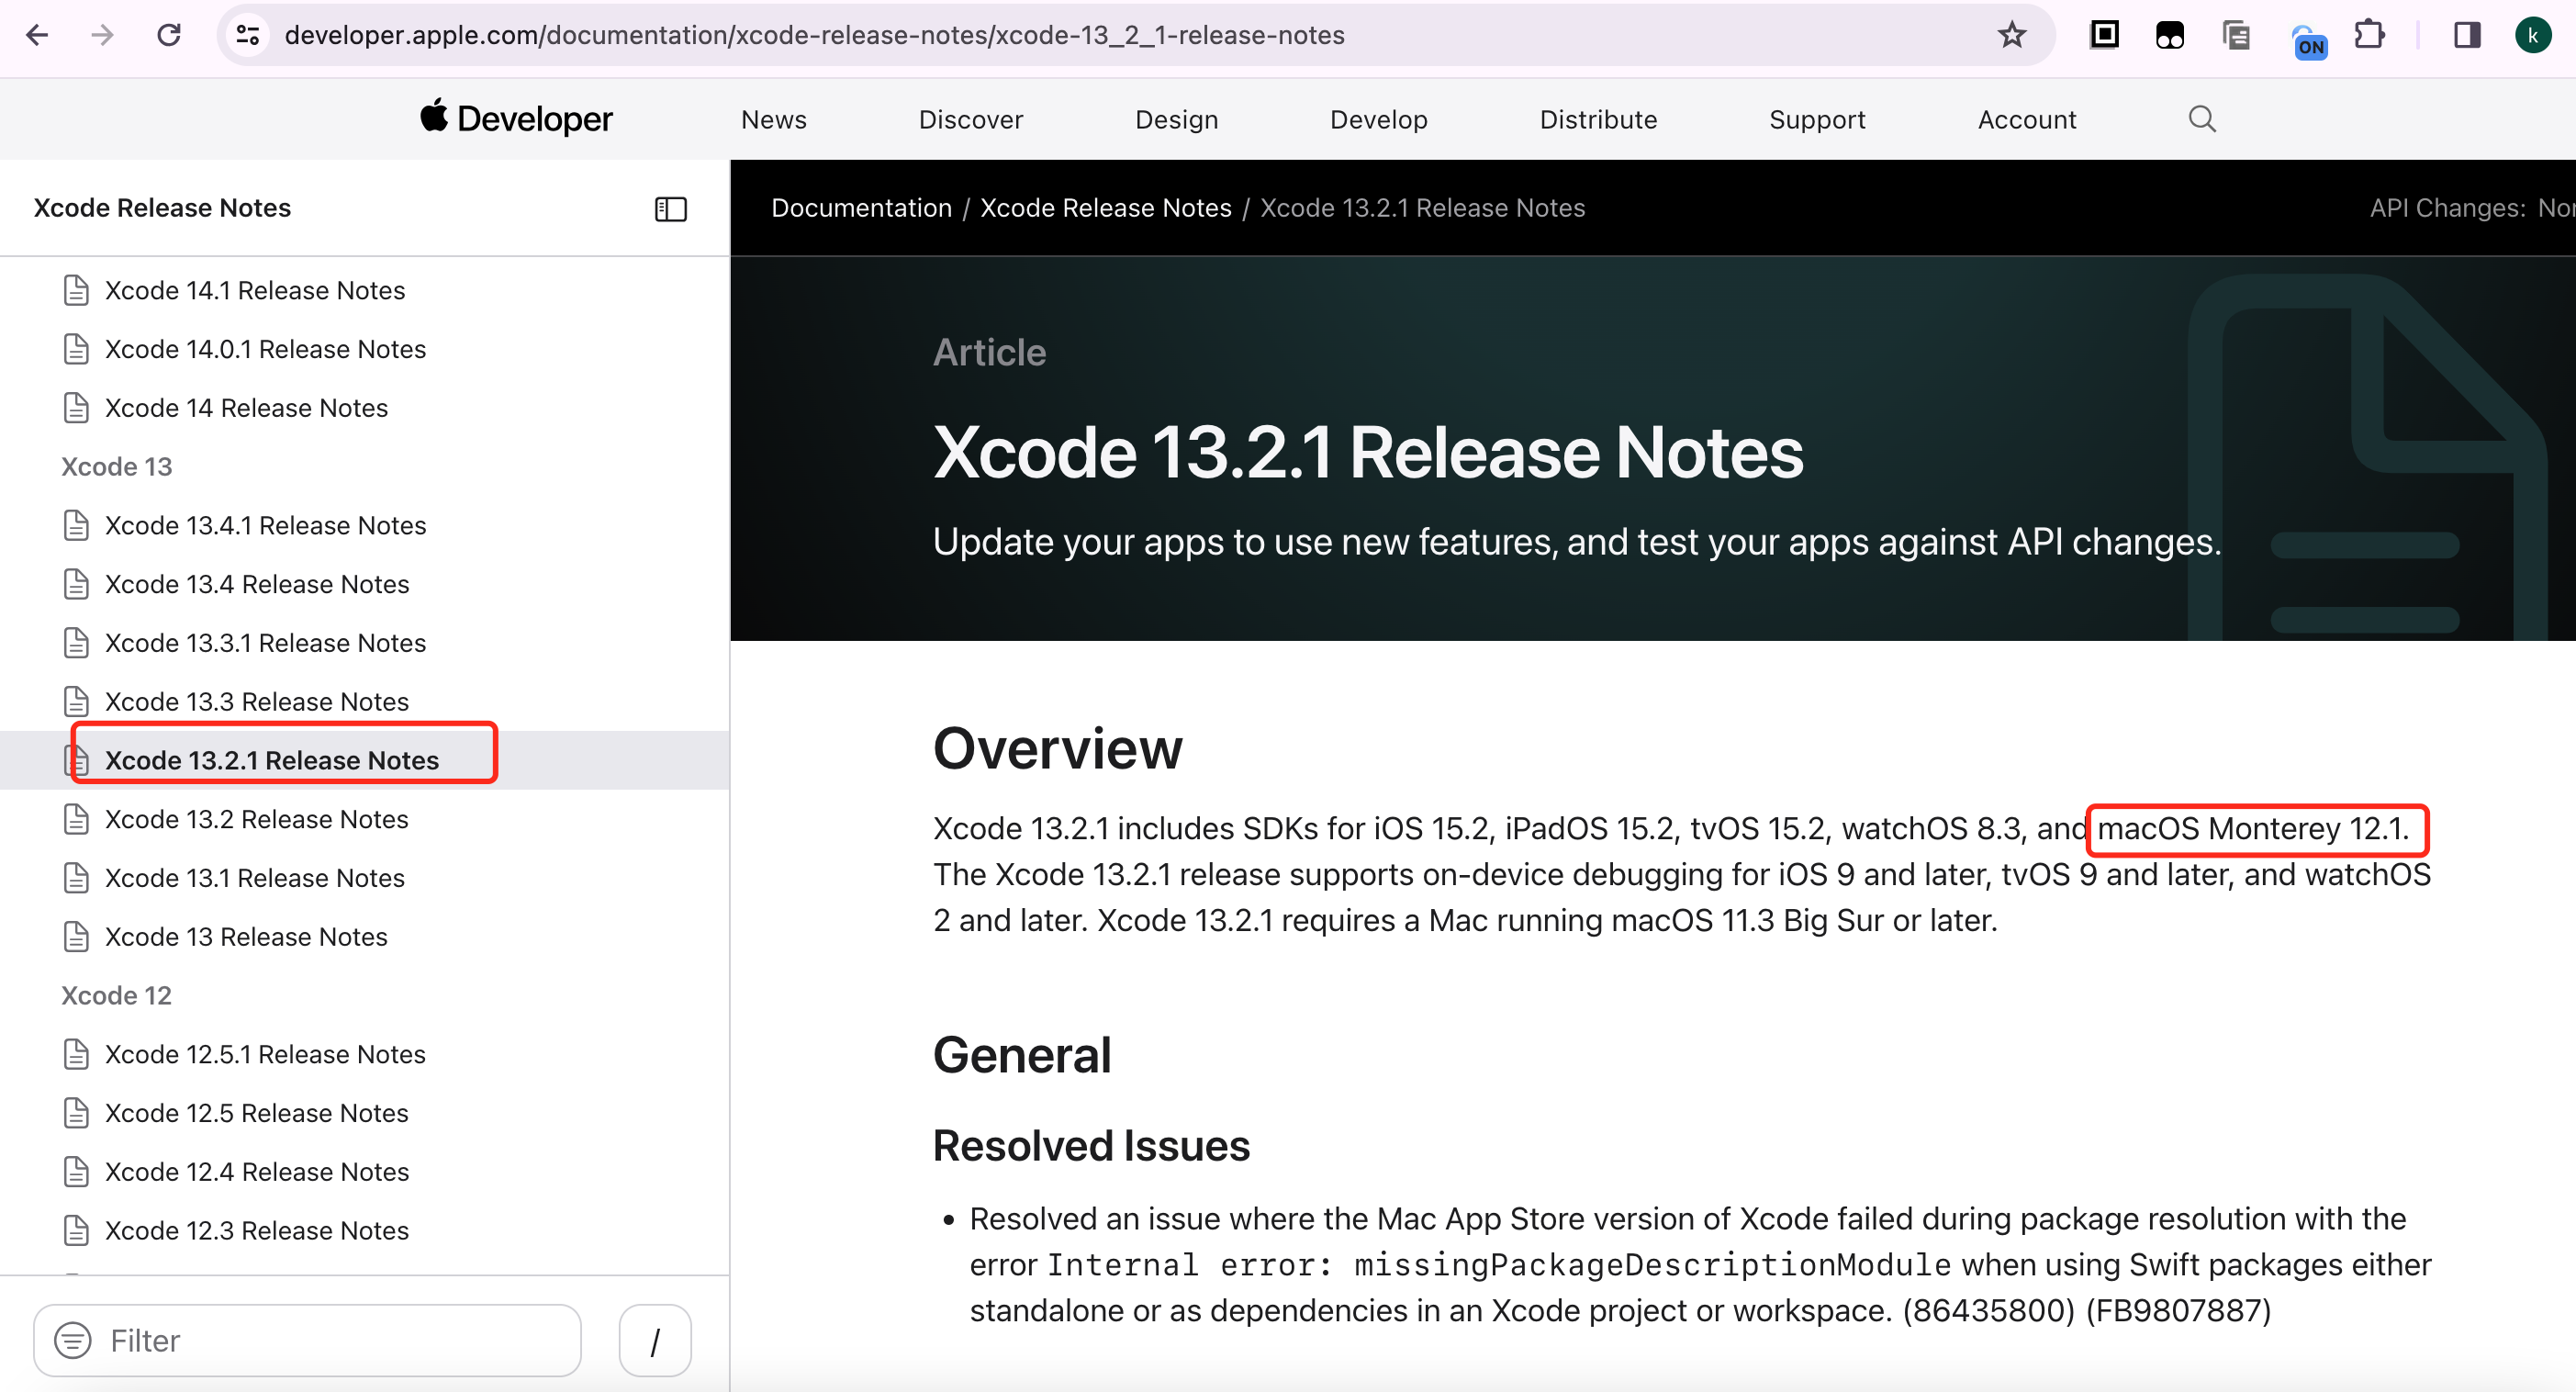 developer.apple.com/documentation/xcode-release-notes/xcode-13_2_1-release-notes
ON
k
Developer
News
Discover
Design
Develop
Distribute
Support
Account
Xcode Release Notes
Xcode 14.1 Release Notes
Xcode 14.0.1 Release Notes
Xcode 14 Release Notes
Xcode 13
Xcode 13.4.1 Release Notes
Xcode 13.4 Release Notes
Xcode 13.3.1 Release Notes
Xcode 13.3 Release Notes
Xcode 13.2.1 Release Notes
Xcode 13.2 Release Notes
Xcode 13.1 Release Notes
Xcode 13 Release Notes
Xcode 12
Xcode 12.5.1 Release Notes
Xcode 12.5 Release Notes
Xcode 12.4 Release Notes
Xcode 12.3 Release Notes
Filter
/
Documentation / Xcode Release Notes / Xcode 13.2.1 Release Notes
API Changes:
Article
Xcode 13.2.1 Release Notes
Update your apps to use new features, and test your apps against API changes.
Overview
Xcode 13.2.1 includes SDKs for iOS 15.2, iPadOS 15.2, tvOS 15.2, watchOS 8.3, and macOS Monterey 12.1.
The Xcode 13.2.1 release supports on-device debugging for iOS 9 and later, tvOS 9 and later, and watchOS
2 and later. Xcode 13.2.1 requires a Mac running macOS 11.3 Big Sur or later.
General
Resolved Issues
• Resolved an issue where the Mac App Store version of Xcode failed during package resolution with the
error Internal error: missingPackageDescriptionModule when using Swift packages either
standalone or as dependencies in an Xcode project or workspace. (86435800) (FB9807887)